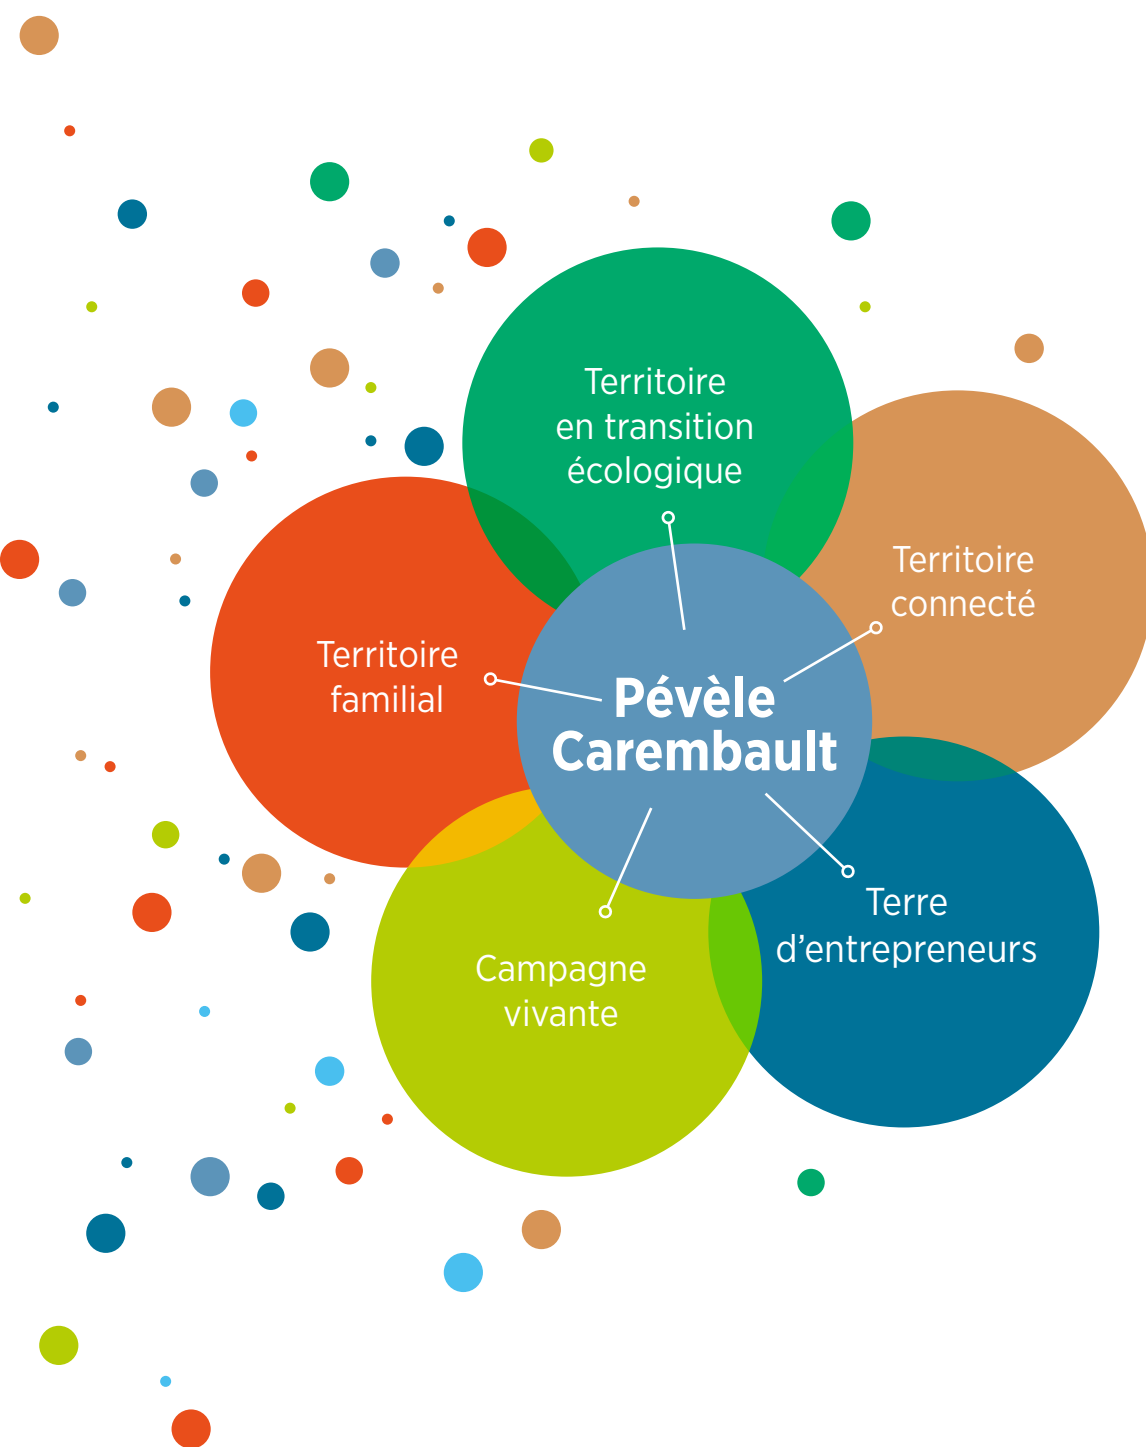 Territoire
en transition
écologique
Territoire
connecté
Territoire
familial
Pévèle
Carembault
Terre
d’entrepreneurs
Campagne
vivante